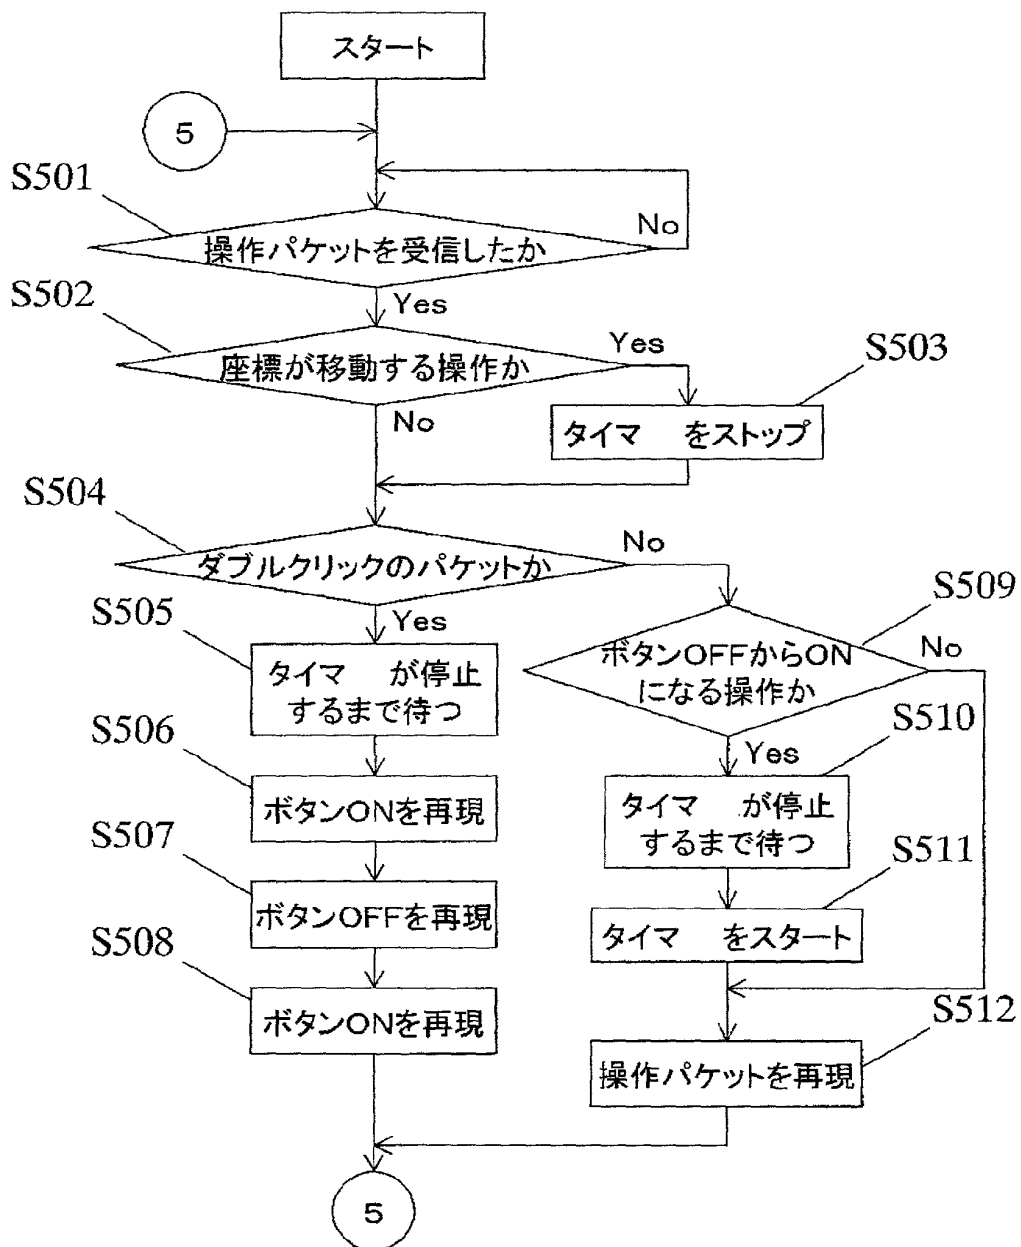 スタート
5
S501
操作パケットを受信したか
No
Yes
S502
座標が移動する操作か
Yes
No
S503
タイマ をストップ
S504
ダブルクリックのパケットか
No
Yes
S505
タイマ が停止
するまで待つ
S509
ボタンOFFからON
になる操作か
No
Yes
S506
ボタンONを再現
S510
タイマ が停止
するまで待つ
S507
ボタンOFFを再現
S511
タイマ をスタート
S508
ボタンONを再現
S512
操作パケットを再現
5